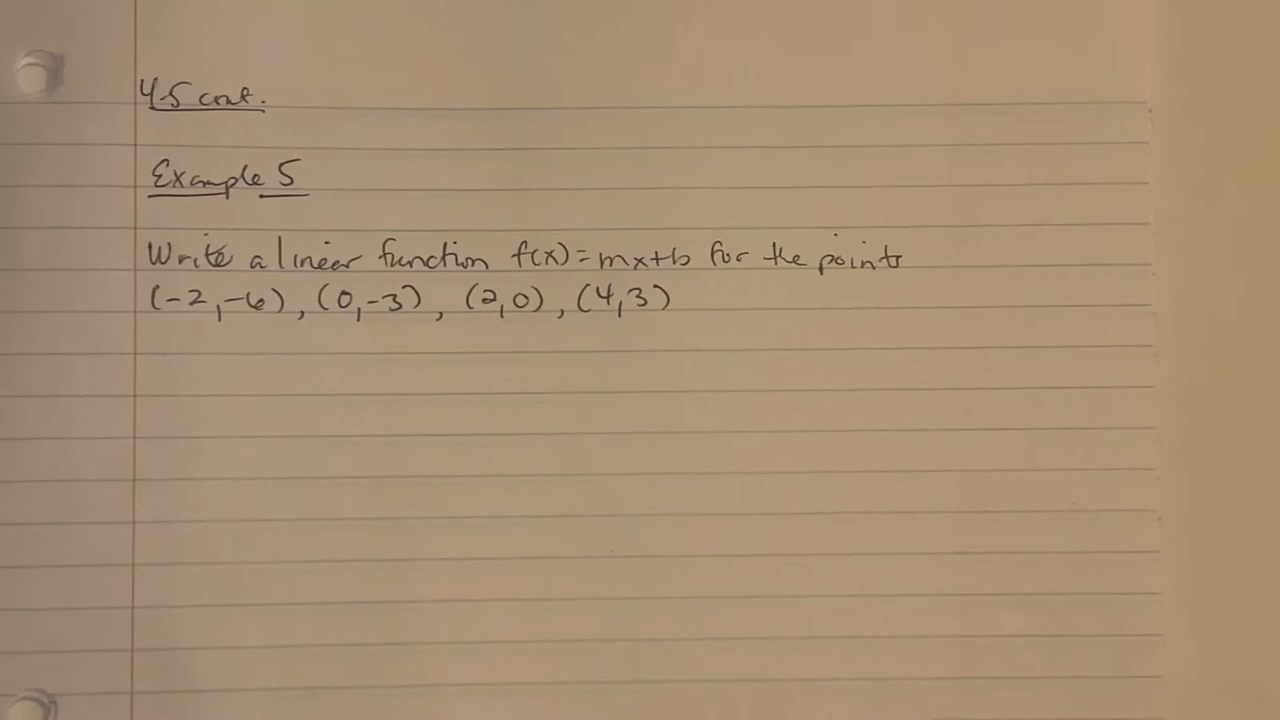 4.5 cont.
Example 5
Write a linear function f(x)=mx+b for the points
(-2,-6), (0,-3), (2,0), (4,3)